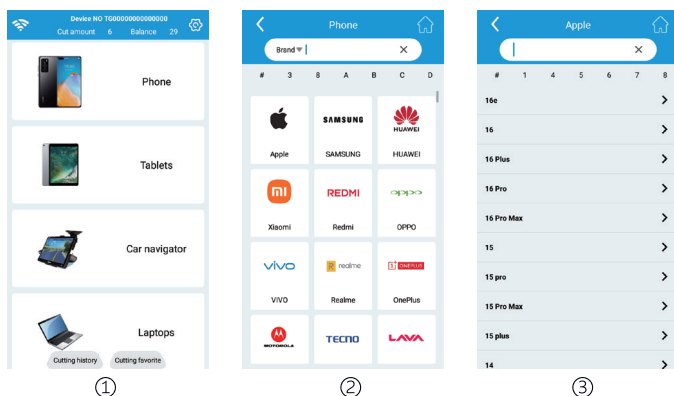 Device NO TG00000000000000
Cut amount 6 Balance 29
Phone
Tablets
Car navigator
Laptops
Cutting history Cutting favorite
①
Phone
Brand
# 3 8 A B C D
SAMSUNG
HUAWEI
Apple SAMSUNG HUAWEI
mi REDMI oppo
Xiaomi Redmi OPPO
vivo R realme 1+ ONEPLUS
VIVO Realme OnePlus
MOTOROLA TECNO LAVA
②
Apple
# 1 4 5 6 7 8
16e
16
16 Plus
16 Pro
16 Pro Max
15
15 pro
15 Pro Max
15 plus
14
③